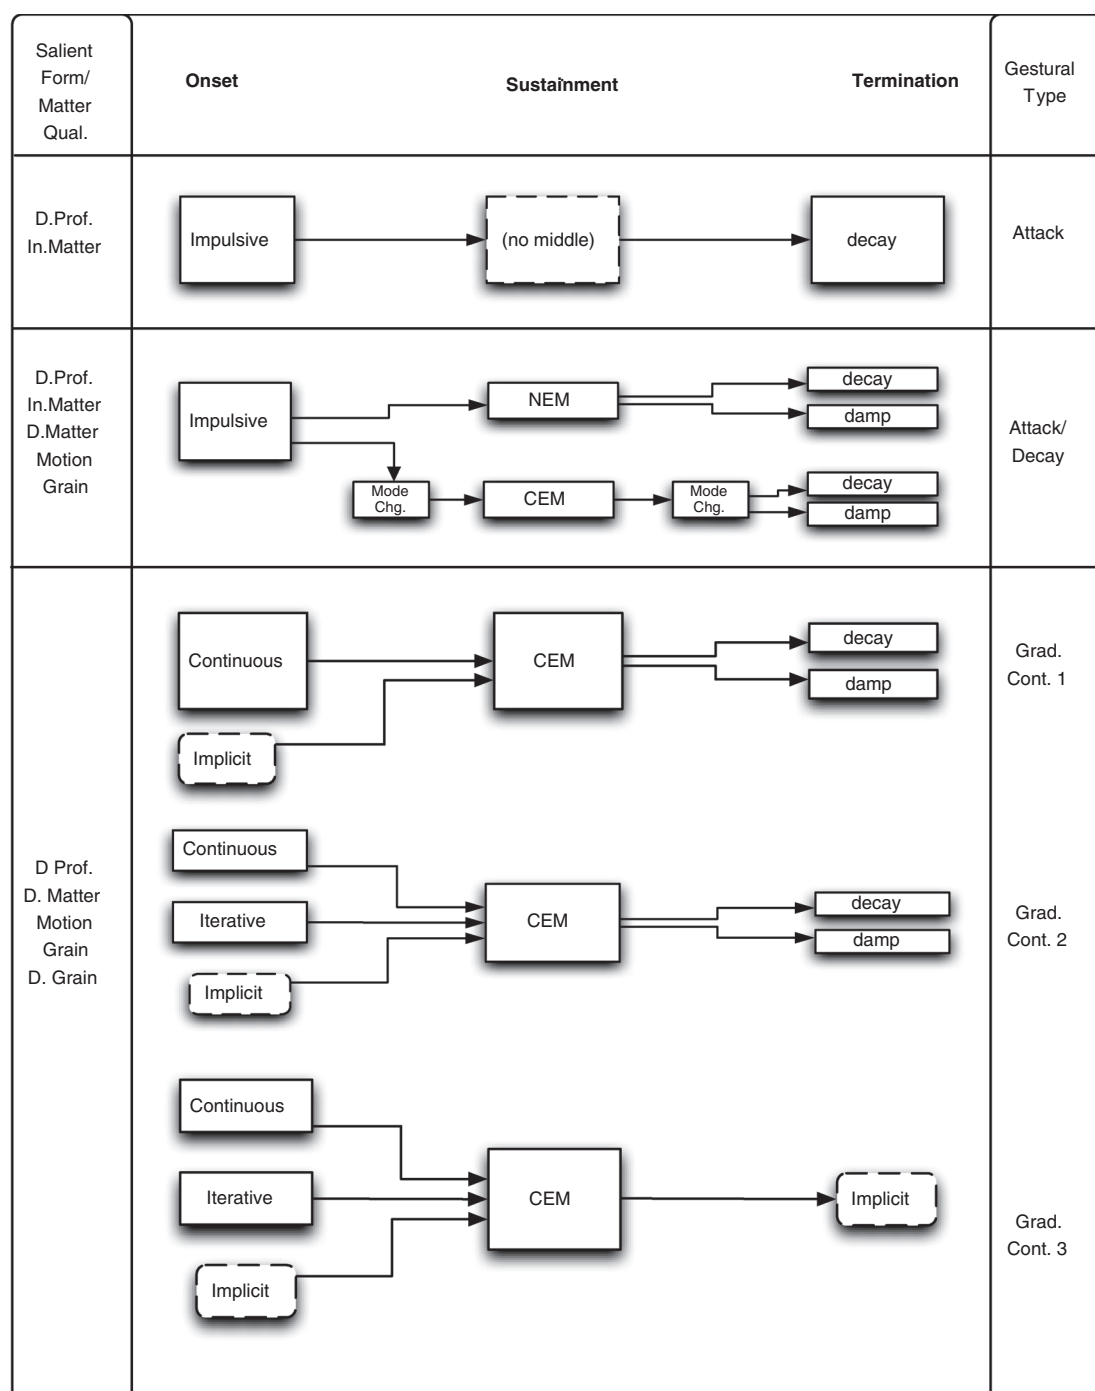 Salient
Form/
Matter
Qual.
Onset
Sustainment
Termination
Gestural
Type
D.Prof.
In.Matter
Impulsive
(no middle)
decay
Attack
D.Prof.
In.Matter
D.Matter
Motion
Grain
Impulsive
NEM
decay
damp
Mode
Chg.
CEM
Mode
Chg.
decay
damp
Attack/
Decay
D Prof.
D. Matter
Motion
Grain
D. Grain
Continuous
Implicit
CEM
decay
damp
Grad.
Cont. 1
Continuous
Iterative
Implicit
CEM
decay
damp
Grad.
Cont. 2
Continuous
Iterative
Implicit
CEM
Implicit
Grad.
Cont. 3